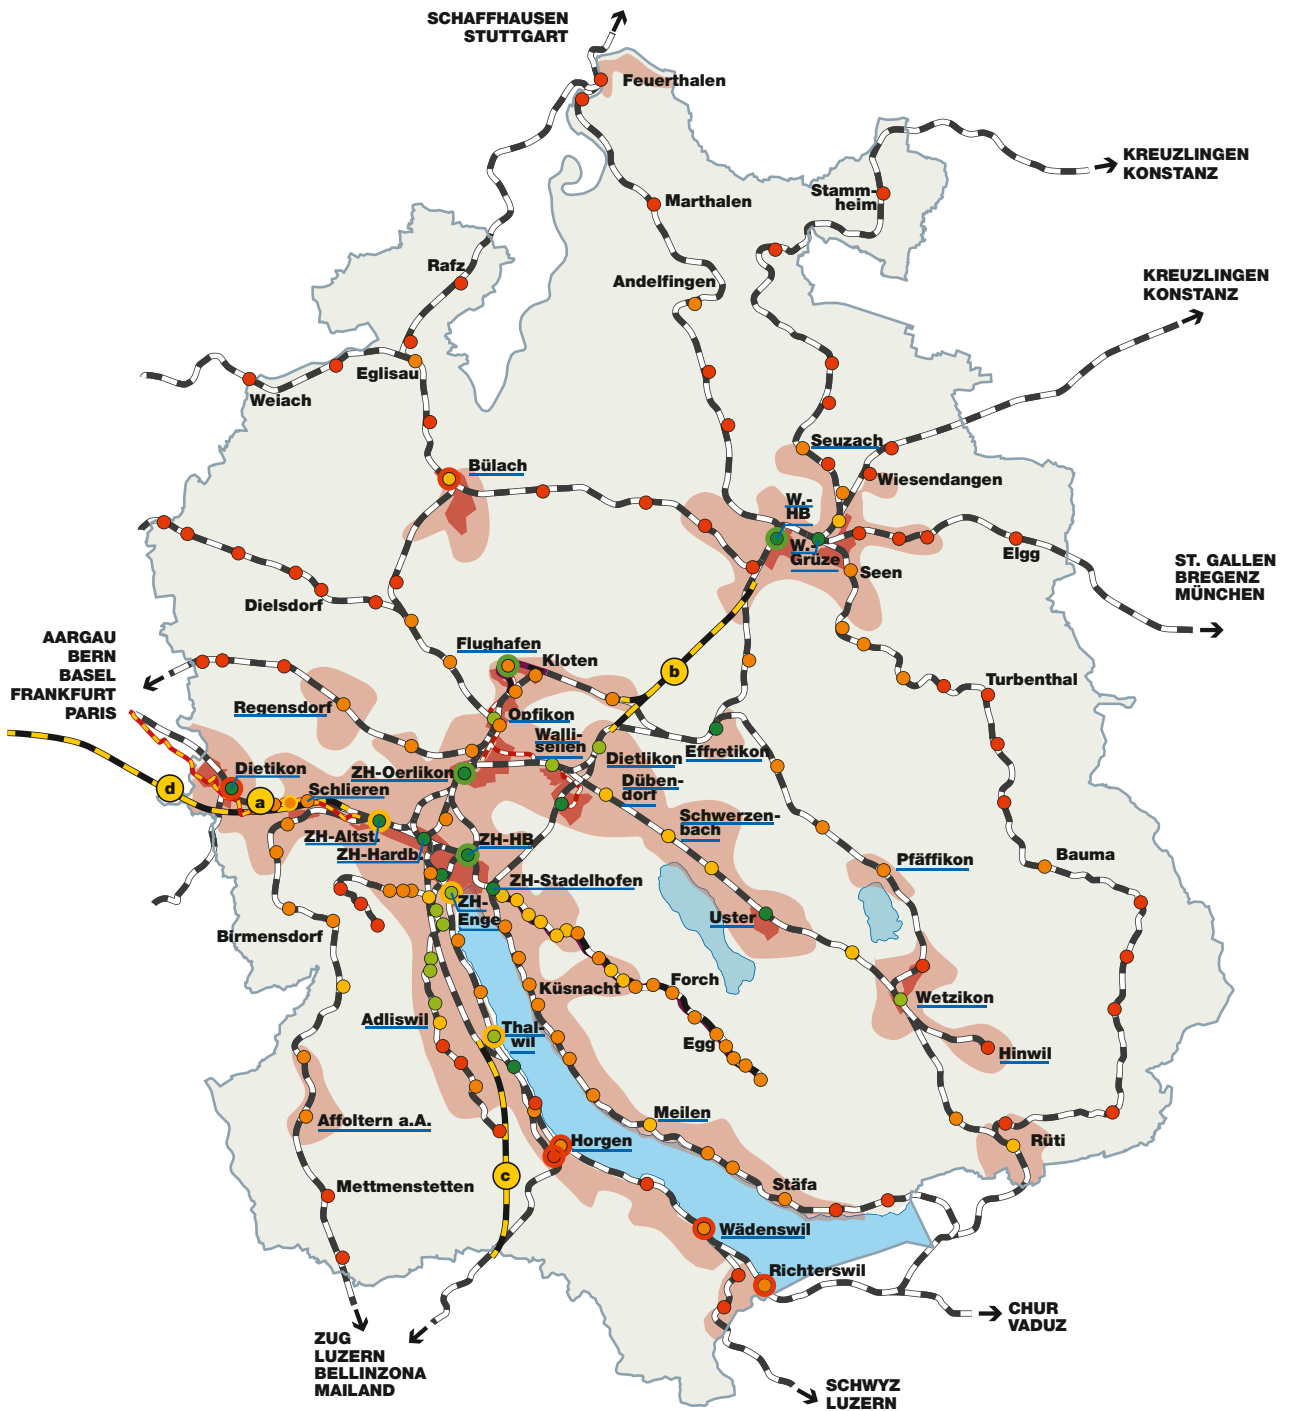 SCHAFFHAUSEN
STUTTGART
Feuerthalen
KREUZLINGEN
KONSTANZ
Stamm-
heim
Marthalen
Rafz
Andelfingen
KREUZLINGEN
KONSTANZ
Eglisau
Weiach
Seuzach
Bülach
Wiesendangen
W.-
HB
W.-
Grüze
Elgg
Seen
ST. GALLEN
BREGENZ
MÜNCHEN
Dielsdorf
AARGAU
BERN
BASEL
FRANKFURT
PARIS
Flughafen
Kloten
b
Turbenthal
Regensdorf
Opfikon
Walli-
sellen
Dietlikon
Effretikon
Dietikon
ZH-Oerlikon
d
a
Schlieren
Düben-
dorf
Schwerzen-
bach
ZH-Altst.
ZH-HB
ZH-Hardb.
Bauma
Pfäffikon
ZH-Stadelhofen
ZH-
Enge
Uster
Birmensdorf
Forch
Küsnacht
Wetzikon
Adliswil
Thal-
wil
Egg
Hinwil
Affoltern a.A.
Meilen
Horgen
Rüti
c
Mettmenstetten
Stäfa
Wädenswil
Richterswil
CHUR
VADUZ
ZUG
LUZERN
BELLINZONA
MAILAND
SCHWYZ
LUZERN